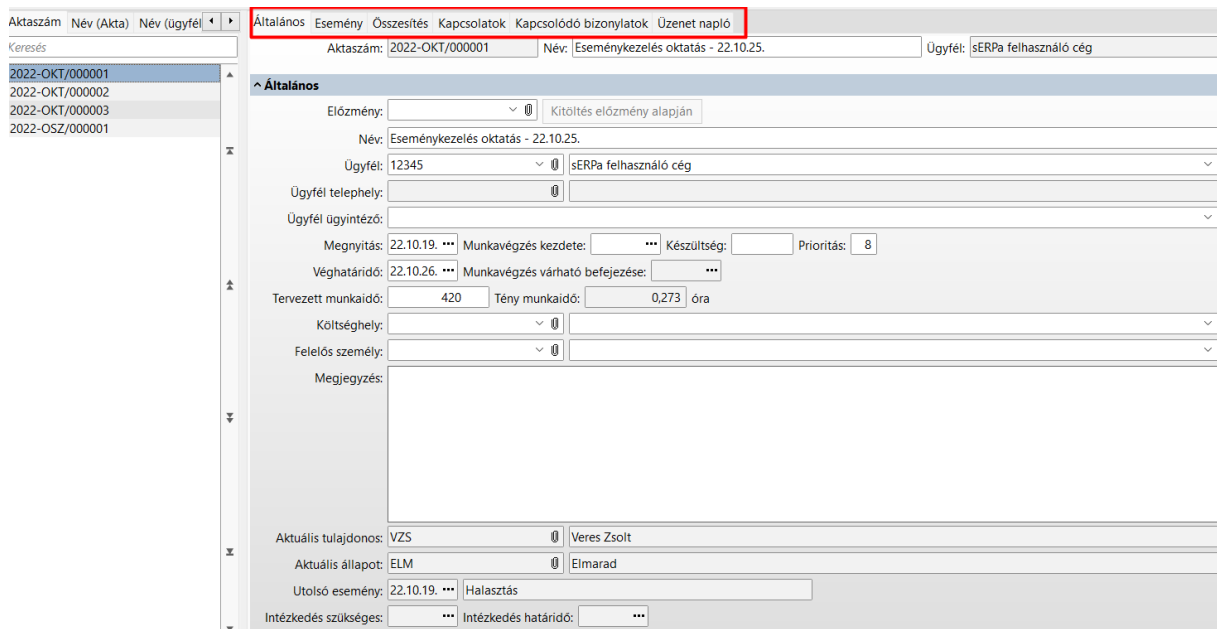 Aktaszám Név (Akta) Név (ügyfél
Keresés
2022-OKT/000001
2022-OKT/000002
2022-OKT/000003
2022-OSZ/000001
Általános Esemény Összesítés Kapcsolatok Kapcsolódó bizonylatok Üzenet napló
Aktaszám: 2022-OKT/000001 Név: Eseménykezelés oktatás - 22.10.25. Ügyfél: sERPa felhasználó cég
Általános
Előzmény: Kitöltés előzmény alapján
Név: Eseménykezelés oktatás - 22.10.25.
Ügyfél: 12345 sERPa felhasználó cég
Ügyfél telephely:
Ügyfél ügyintéző:
Megnyitás: 22.10.19. Munkavégzés kezdete: Készültség: Prioritás: 8
Véghatáridő: 22.10.26. Munkavégzés várható befejezése:
Tervezett munkaidő: 420 Tény munkaidő: 0,273 óra
Költséghely:
Felelős személy:
Megjegyzés:
Aktuális tulajdonos: VZS Veres Zsolt
Aktuális állapot: ELM Elmarad
Utolsó esemény: 22.10.19. Halasztás
Intézkedés szükséges: Intézkedés határidő: